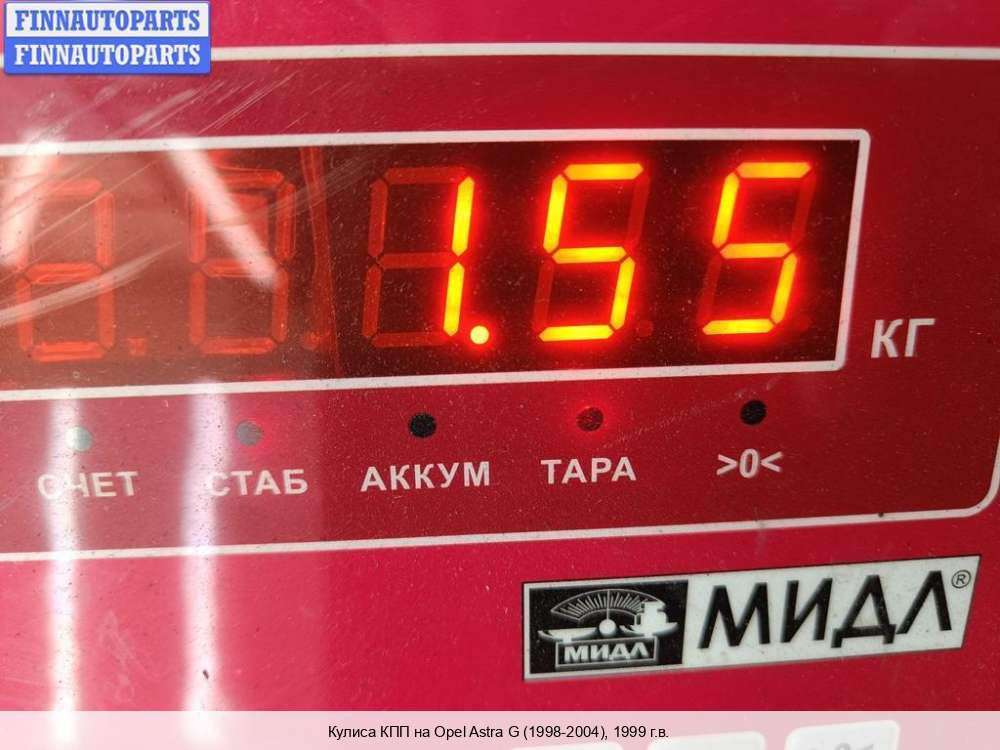 FINNAUTOPARTS
FINNAUTOPARTS
1.55
КГ
СЧЕТ СТАБ АККУМ ТАРА >0<
МИДЛ МИДЛ®
Кулиса КПП на Opel Astra G (1998-2004), 1999 г.в.